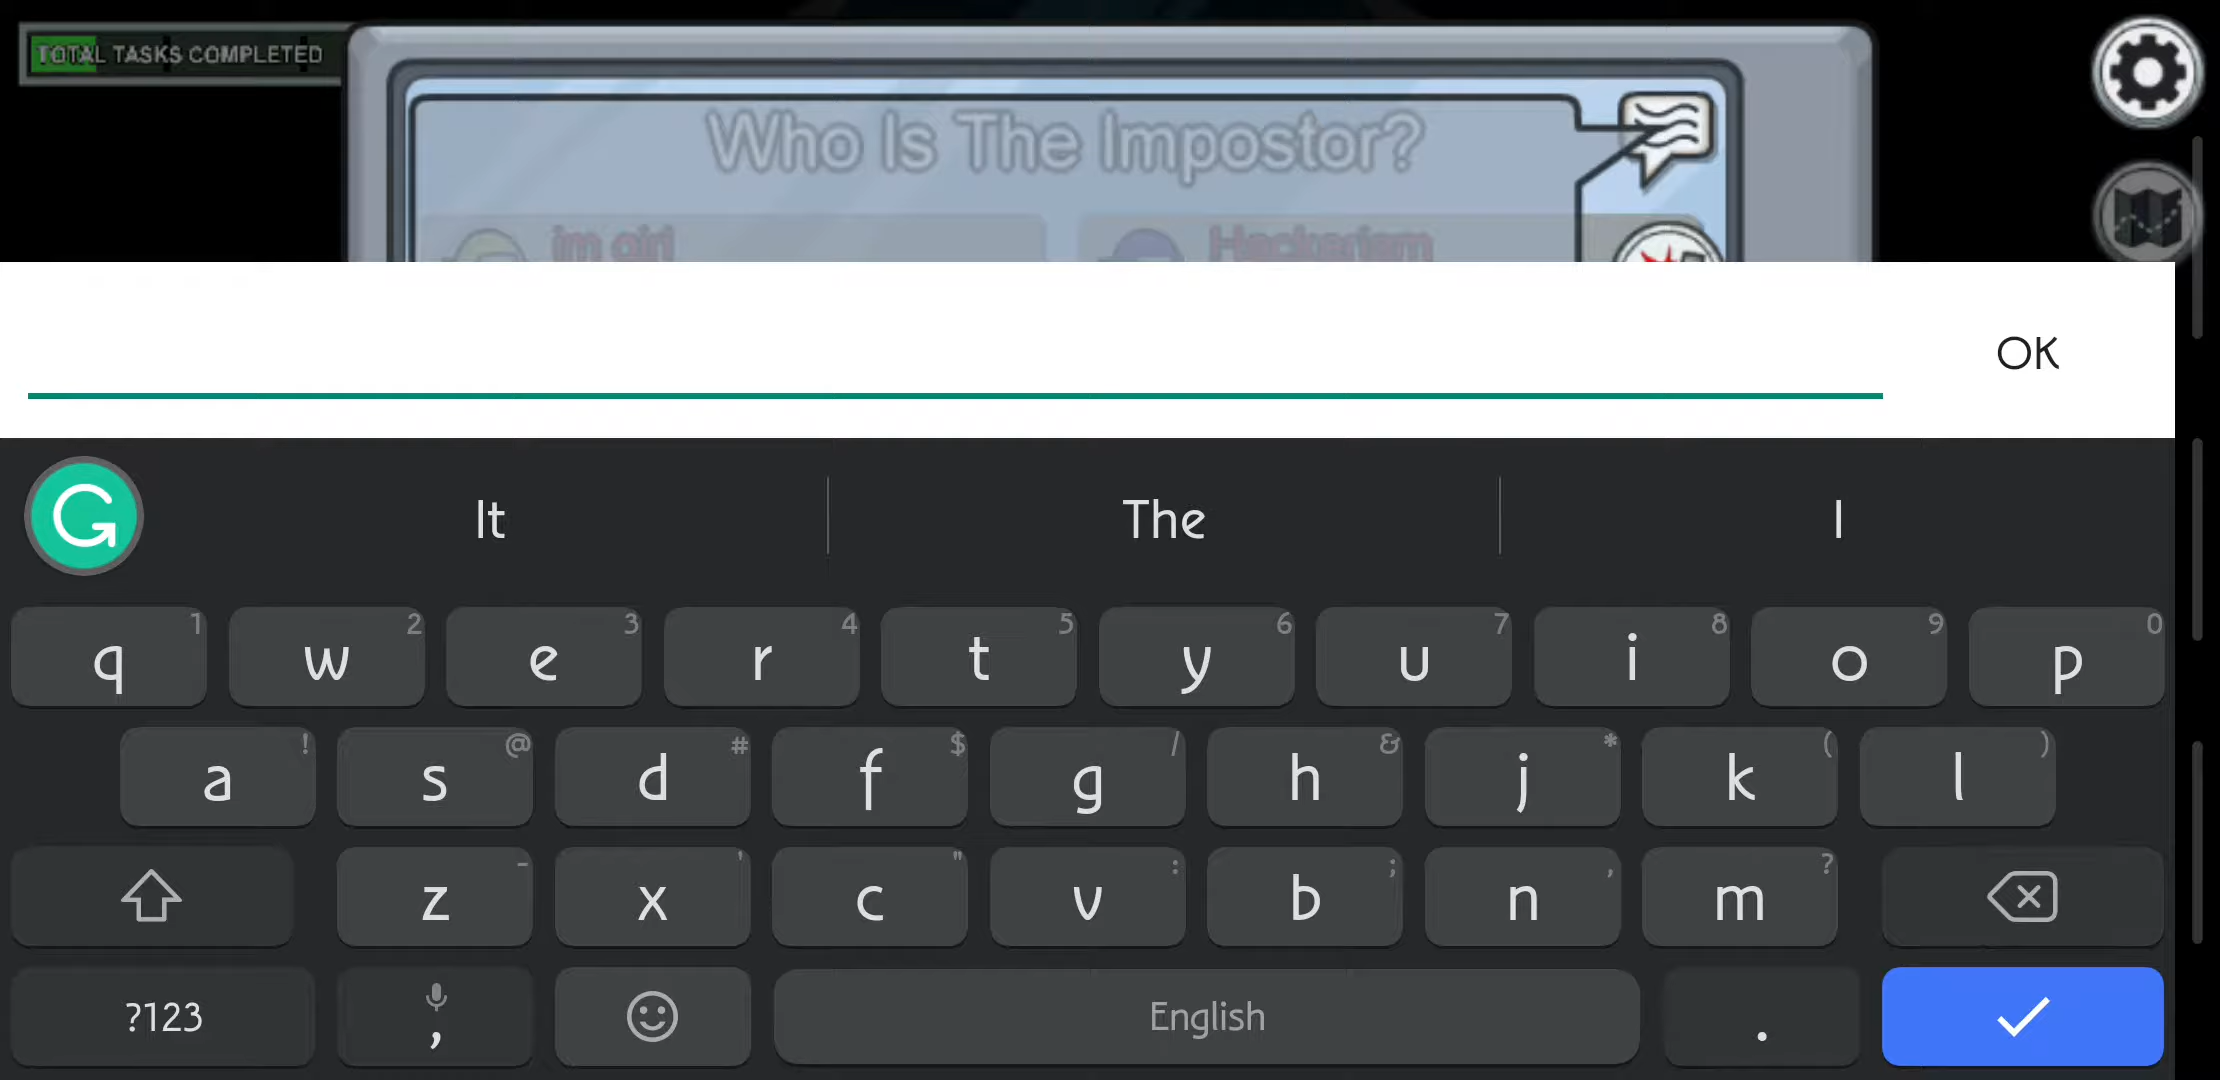 TOTAL TASKS COMPLETED
Who Is The Impostor?
im girl
Hackerism
OK
G
It The I
q 1 w 2 e 3 r 4 t 5 y 6 u 7 i 8 o 9 p 0
a ! s @ d # f $ g / h & j * k ( l )
z - x ' c " v : b ; n , m ?
?123 , English .